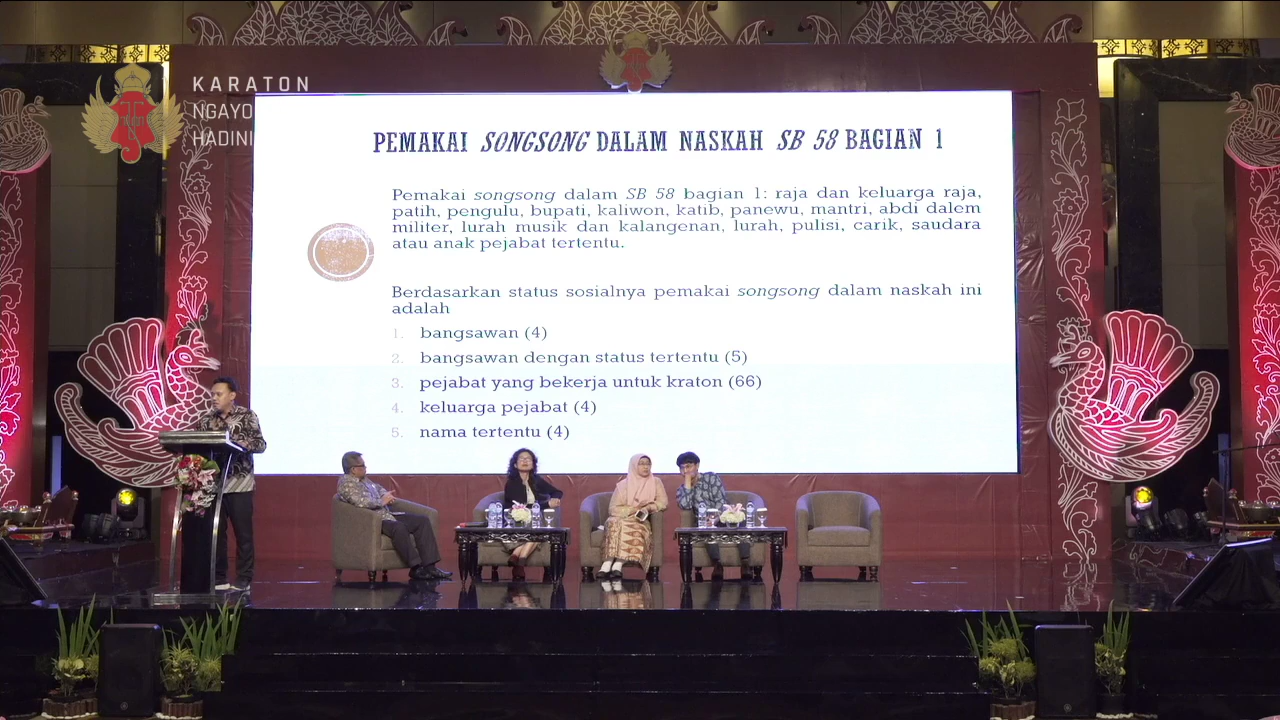 KARATON
NGAYO
HADINI
PEMAKAI SONGSONG DALAM NASKAH SB 58 BAGIAN 1
Pemakai songsong dalam SB 58 bagian 1: raja dan keluarga raja,
patih, pengulu, bupati, kaliwon, katib, panewu, mantri, abdi dalem
militer, lurah musik dan kalangenan, lurah, pulisi, carik, saudara
atau anak pejabat tertentu.
Berdasarkan status sosialnya pemakai songsong dalam naskah ini
adalah
1. bangsawan (4)
2. bangsawan dengan status tertentu (5)
3. pejabat yang bekerja untuk kraton (66)
4. keluarga pejabat (4)
5. nama tertentu (4)